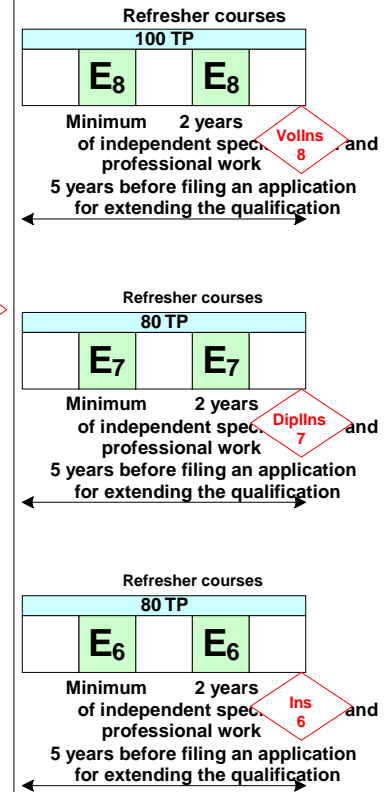 Refresher courses
100 TP
E8 E8
Minimum 2 years
of independent spec and
professional work
VolIns
8
5 years before filing an application
for extending the qualification
Refresher courses
80 TP
E7 E7
Minimum 2 years
of independent spec and
professional work
DiplIns
7
5 years before filing an application
for extending the qualification
Refresher courses
80 TP
E6 E6
Minimum 2 years
of independent spec and
professional work
Ins
6
5 years before filing an application
for extending the qualification